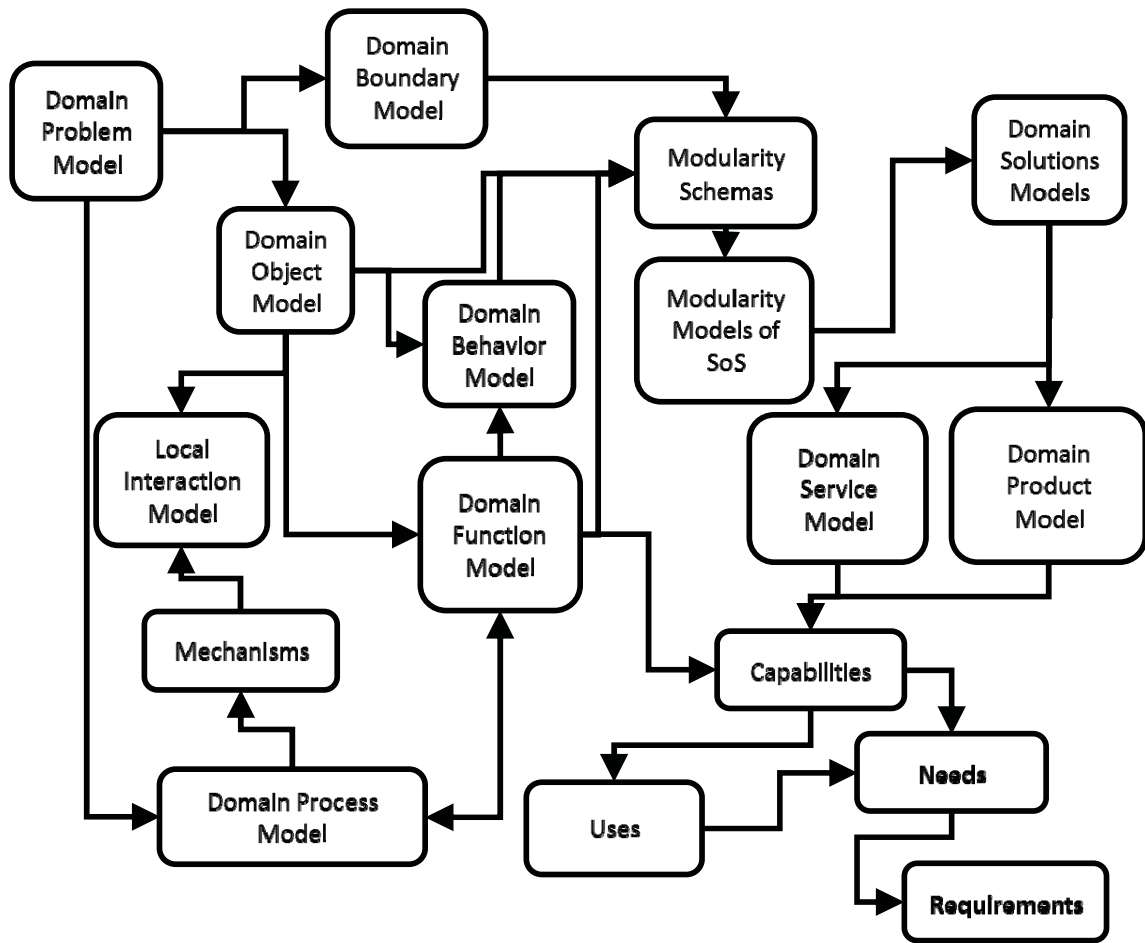 Domain
Problem
Model
Domain
Boundary
Model
Domain
Object
Model
Modularity
Schemas
Domain
Solutions
Models
Modularity
Models of
SoS
Domain
Behavior
Model
Local
Interaction
Model
Domain
Function
Model
Domain
Service
Model
Domain
Product
Model
Mechanisms
Capabilities
Domain Process
Model
Uses
Needs
Requirements